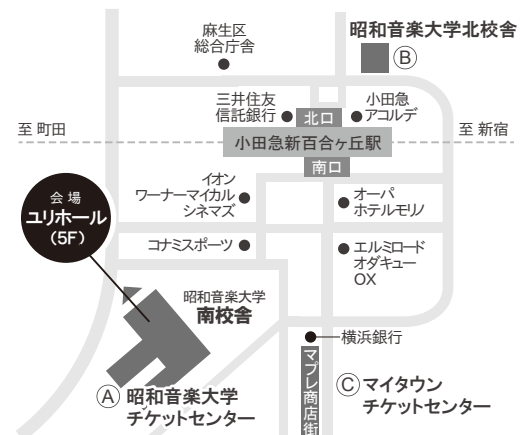 麻生区
総合庁舎
昭和音楽大学北校舎
Ⓑ
三井住友
信託銀行
北口
小田急
アコルデ
至 町田
小田急新百合ヶ丘駅
至 新宿
南口
会 場
ユリホール
（5F）
イオン
ワーナーマイカル
シネマズ
オーパ
ホテルモリノ
コナミスポーツ
エルミロード
オダキュー
OX
昭和音楽大学
南校舎
横浜銀行
マプレ商店街
Ⓐ 昭和音楽大学
チケットセンター
Ⓒ マイタウン
チケットセンター